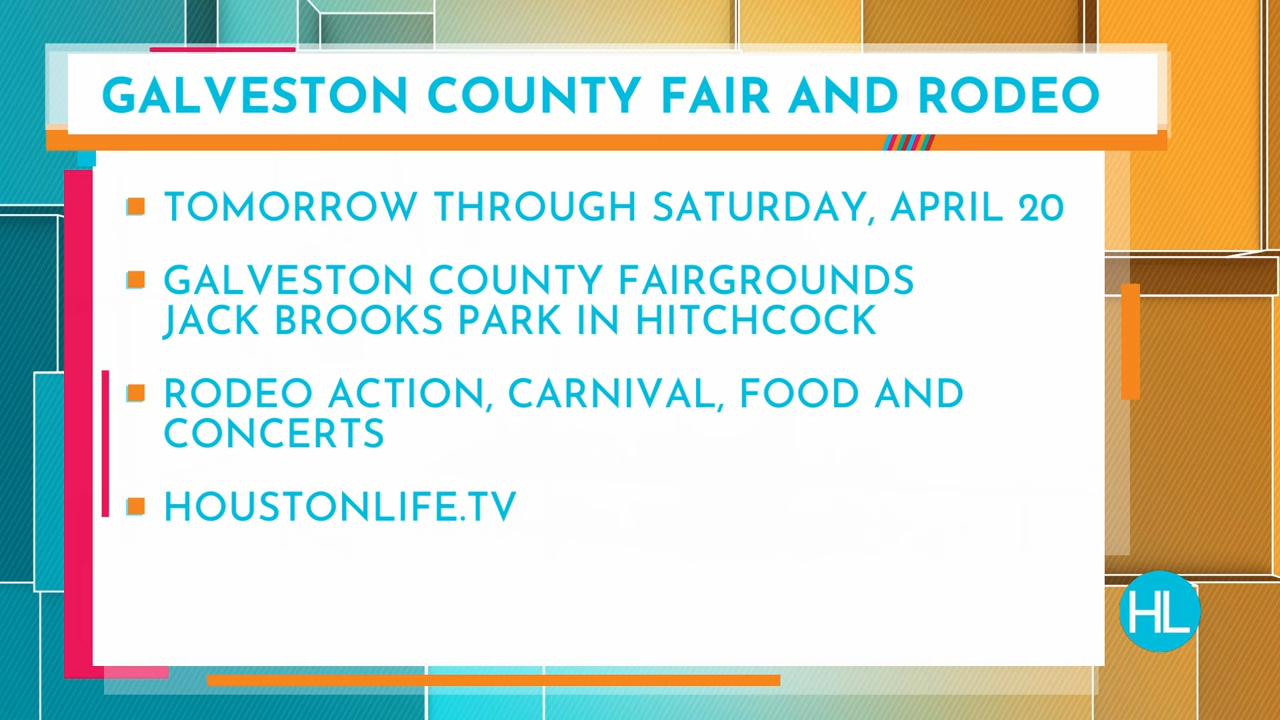 GALVESTON COUNTY FAIR AND RODEO
TOMORROW THROUGH SATURDAY, APRIL 20
GALVESTON COUNTY FAIRGROUNDS
JACK BROOKS PARK IN HITCHCOCK
RODEO ACTION, CARNIVAL, FOOD AND
CONCERTS
HOUSTONLIFE.TV
HL